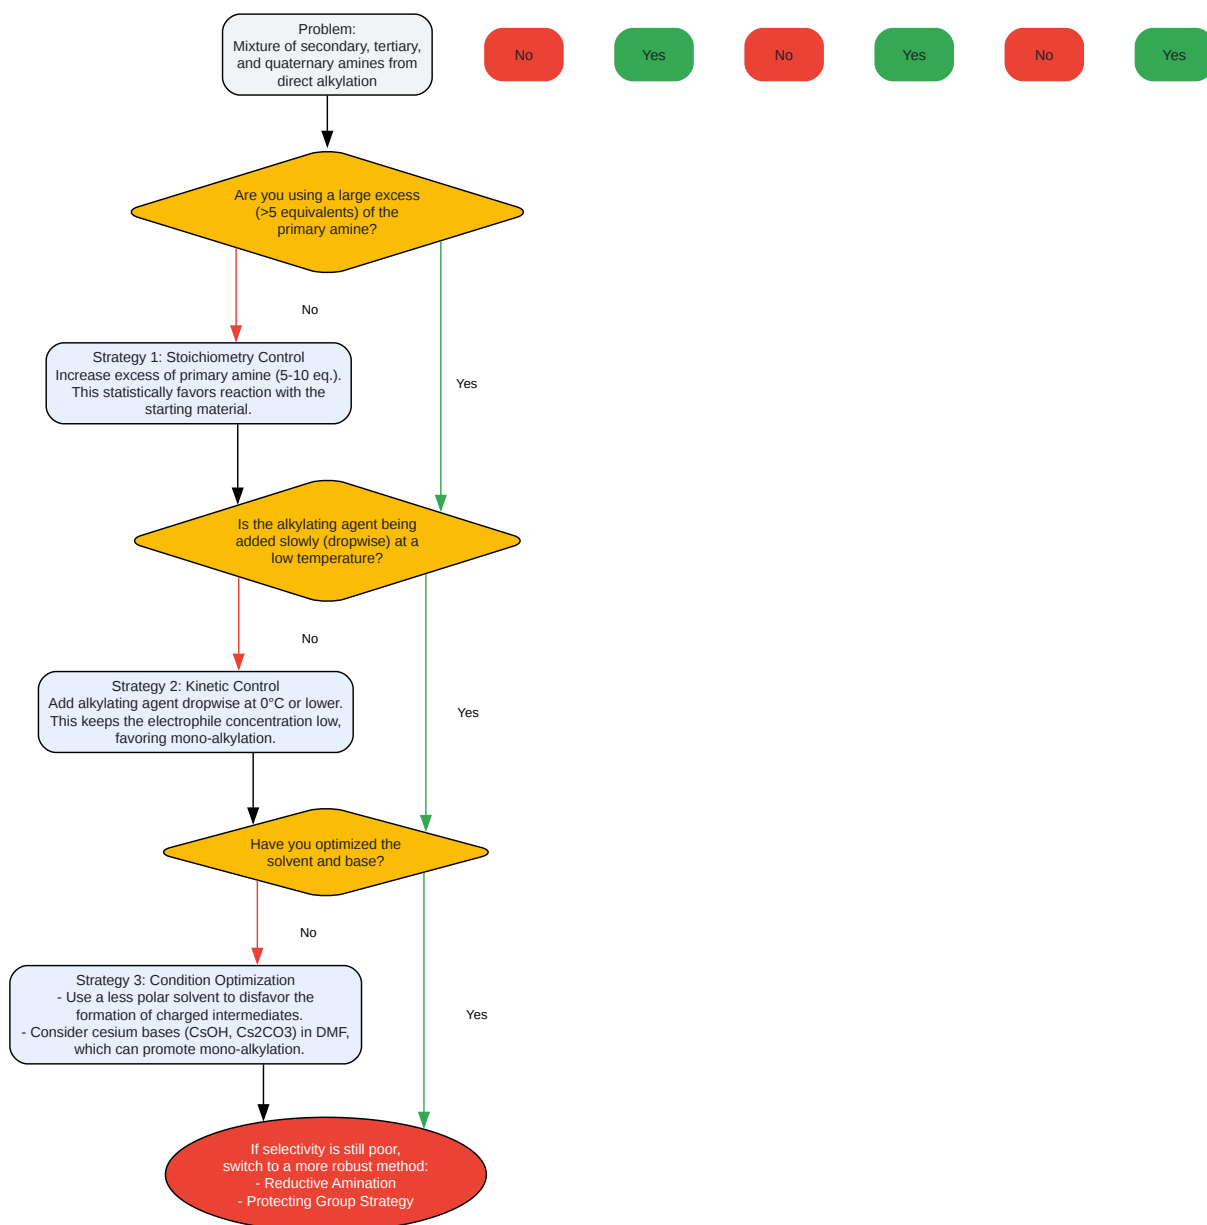 Problem:
Mixture of secondary, tertiary,
and quaternary amines from
direct alkylation
No
Yes
No
Yes
No
Yes
Are you using a large excess
(>5 equivalents) of the
primary amine?
No
Strategy 1: Stoichiometry Control
Increase excess of primary amine (5-10 eq.).
This statistically favors reaction with the
starting material.
Yes
Is the alkylating agent being
added slowly (dropwise) at a
low temperature?
No
Strategy 2: Kinetic Control
Add alkylating agent dropwise at 0°C or lower.
This keeps the electrophile concentration low,
favoring mono-alkylation.
Yes
Have you optimized the
solvent and base?
No
Strategy 3: Condition Optimization
- Use a less polar solvent to disfavor the
formation of charged intermediates.
- Consider cesium bases (CsOH, Cs2CO3) in DMF,
which can promote mono-alkylation.
Yes
If selectivity is still poor,
switch to a more robust method:
- Reductive Amination
- Protecting Group Strategy